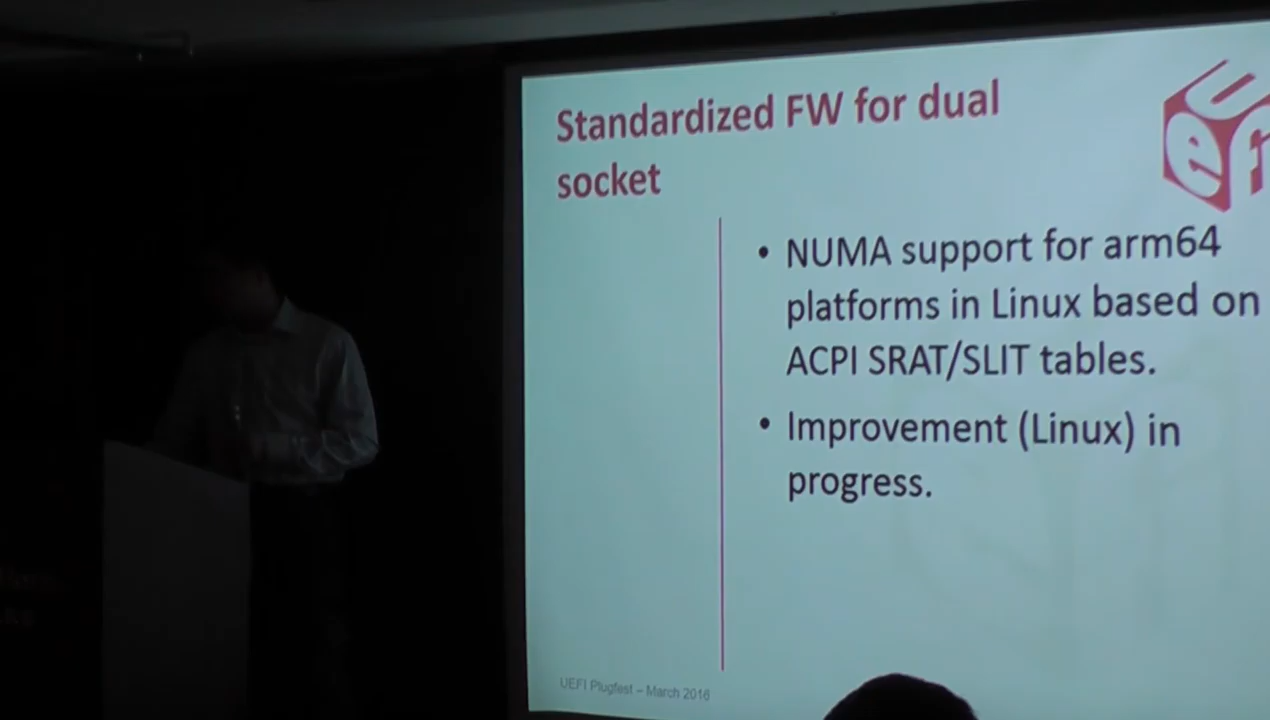 Standardized FW for dual
socket
• NUMA support for arm64
platforms in Linux based on
ACPI SRAT/SLIT tables.
• Improvement (Linux) in
progress.
UEFI Plugfest – March 2016